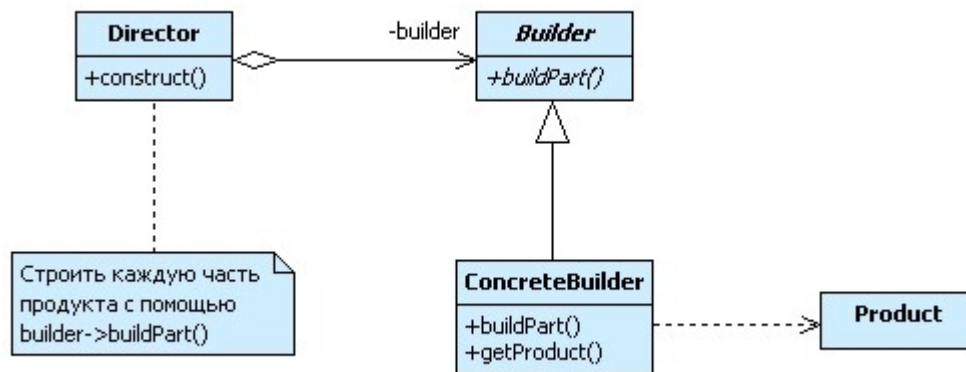 Director
+construct()
-builder
Builder
+buildPart()
Строить каждую часть
продукта с помощью
builder->buildPart()
ConcreteBuilder
+buildPart()
+getProduct()
Product